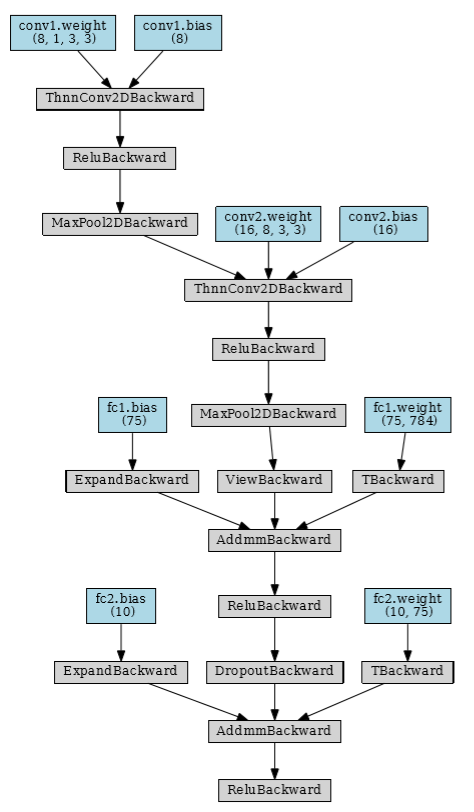 conv1.weight
(8, 1, 3, 3)
conv1.bias
(8)
ThnnConv2DBackward
ReluBackward
MaxPool2DBackward
conv2.weight
(16, 8, 3, 3)
conv2.bias
(16)
ThnnConv2DBackward
ReluBackward
fc1.bias
(75)
MaxPool2DBackward
fc1.weight
(75, 784)
ExpandBackward
ViewBackward
TBackward
AddmmBackward
fc2.bias
(10)
ReluBackward
fc2.weight
(10, 75)
ExpandBackward
DropoutBackward
TBackward
AddmmBackward
ReluBackward